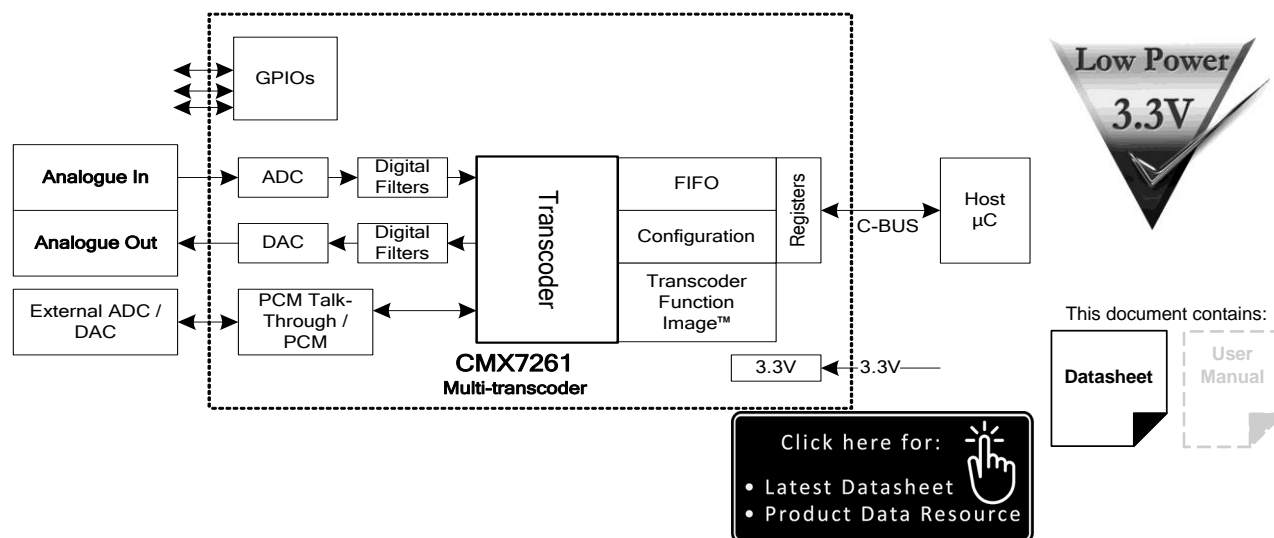 GPIOs
Low Power
3.3V
Analogue In
ADC
Digital
Filters
Analogue Out
DAC
Digital
Filters
External ADC /
DAC
PCM Talk-
Through /
PCM
Transcoder
FIFO
Configuration
Transcoder
Function
Image™
Registers
C-BUS
Host
µC
CMX7261
Multi-transcoder
3.3V
3.3V
This document contains:
Datasheet
User
Manual
Click here for:
• Latest Datasheet
• Product Data Resource